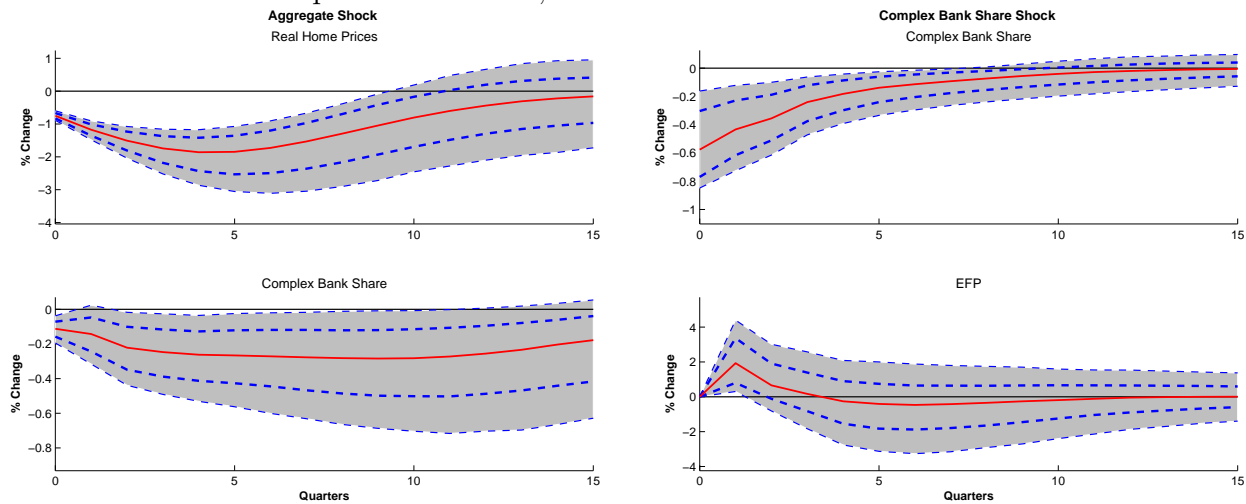 Aggregate Shock
Real Home Prices
% Change
1
0
−1
−2
−3
−4
0 5 10 15
Complex Bank Share
% Change
0
−0.2
−0.4
−0.6
−0.8
0 5 10 15
Quarters
Complex Bank Share Shock
Complex Bank Share
% Change
0
−0.2
−0.4
−0.6
−0.8
−1
0 5 10 15
EFP
% Change
4
2
0
−2
−4
0 5 10 15
Quarters